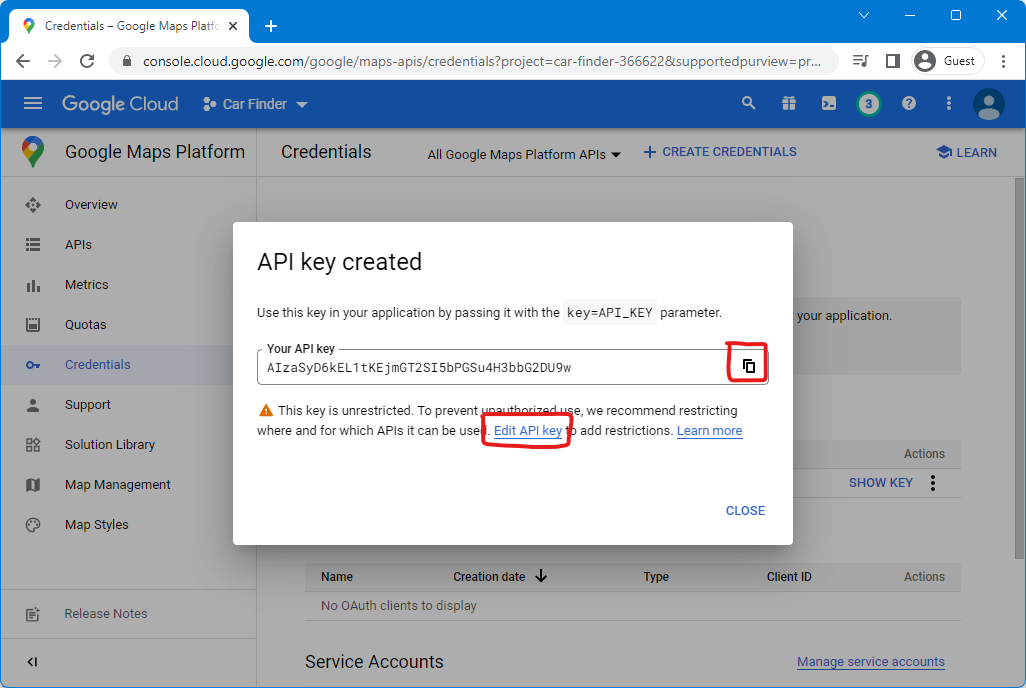 Credentials – Google Maps Platfo
console.cloud.google.com/google/maps-apis/credentials?project=car-finder-366622&supportedpurview=pr...
Guest
Google Cloud
Car Finder
3
Google Maps Platform
Credentials
All Google Maps Platform APIs
CREATE CREDENTIALS
LEARN
Overview
APIs
Metrics
Quotas
Credentials
Support
Solution Library
Map Management
Map Styles
Release Notes
API key created
Use this key in your application by passing it with the key=API_KEY parameter.
Your API key
AIzaSyD6kEL1tKEjmGT2SI5bPGSu4H3bbG2DU9w
This key is unrestricted. To prevent unauthorized use, we recommend restricting
where and for which APIs it can be used. Edit API key to add restrictions. Learn more
CLOSE
your application.
Actions
SHOW KEY
Name Creation date Type Client ID Actions
No OAuth clients to display
Service Accounts
Manage service accounts